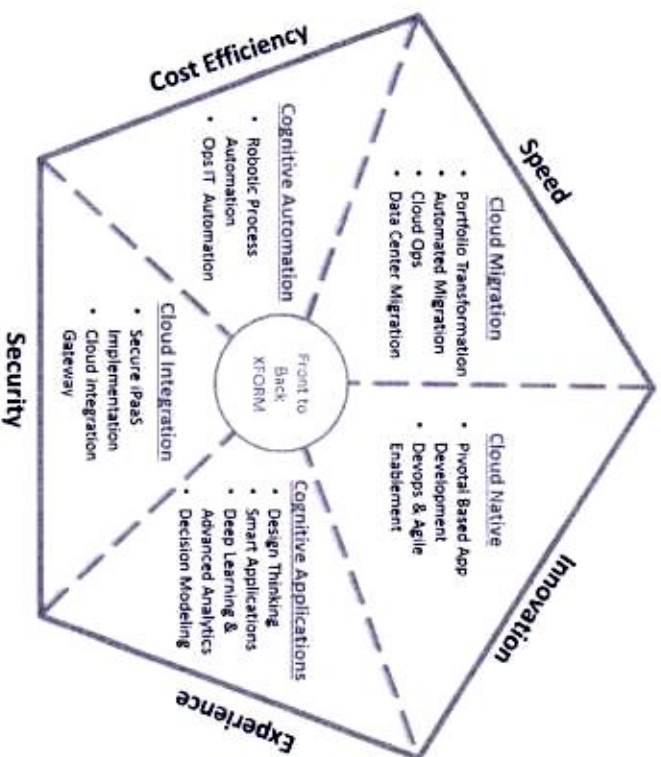 Speed
Innovation
Cost Efficiency
Experience
Security
Cloud Migration
• Portfolio Transformation
• Automated Migration
• Cloud Ops
• Data Center Migration
Cloud Native
• Pivotal Based App
Development
• Devops & Agile
Enablement
Cognitive Automation
• Robotic Process
Automation
• Ops IT Automation
Front to
Back
XFORM
Cognitive Applications
• Design Thinking
• Smart Applications
• Deep Learning &
Advanced Analytics
• Decision Modeling
Cloud Integration
• Secure iPaaS
Implementation
• Cloud integration
Gateway